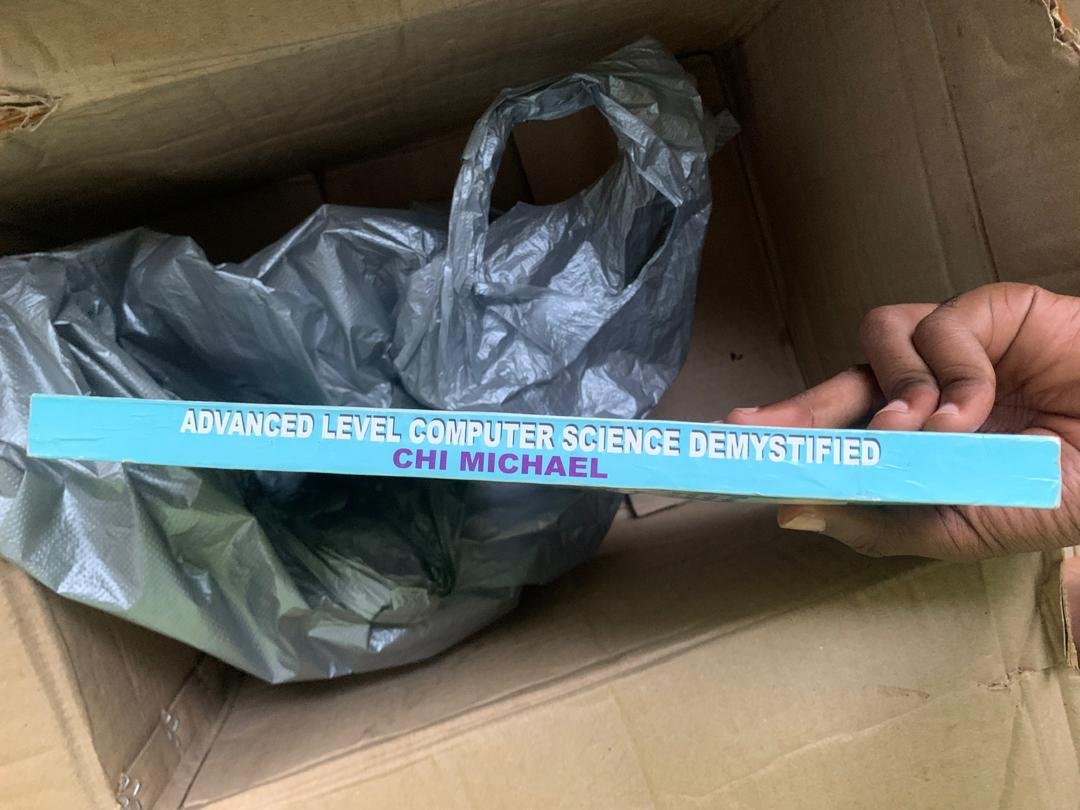 ADVANCED LEVEL COMPUTER SCIENCE DEMYSTIFIED
CHI MICHAEL